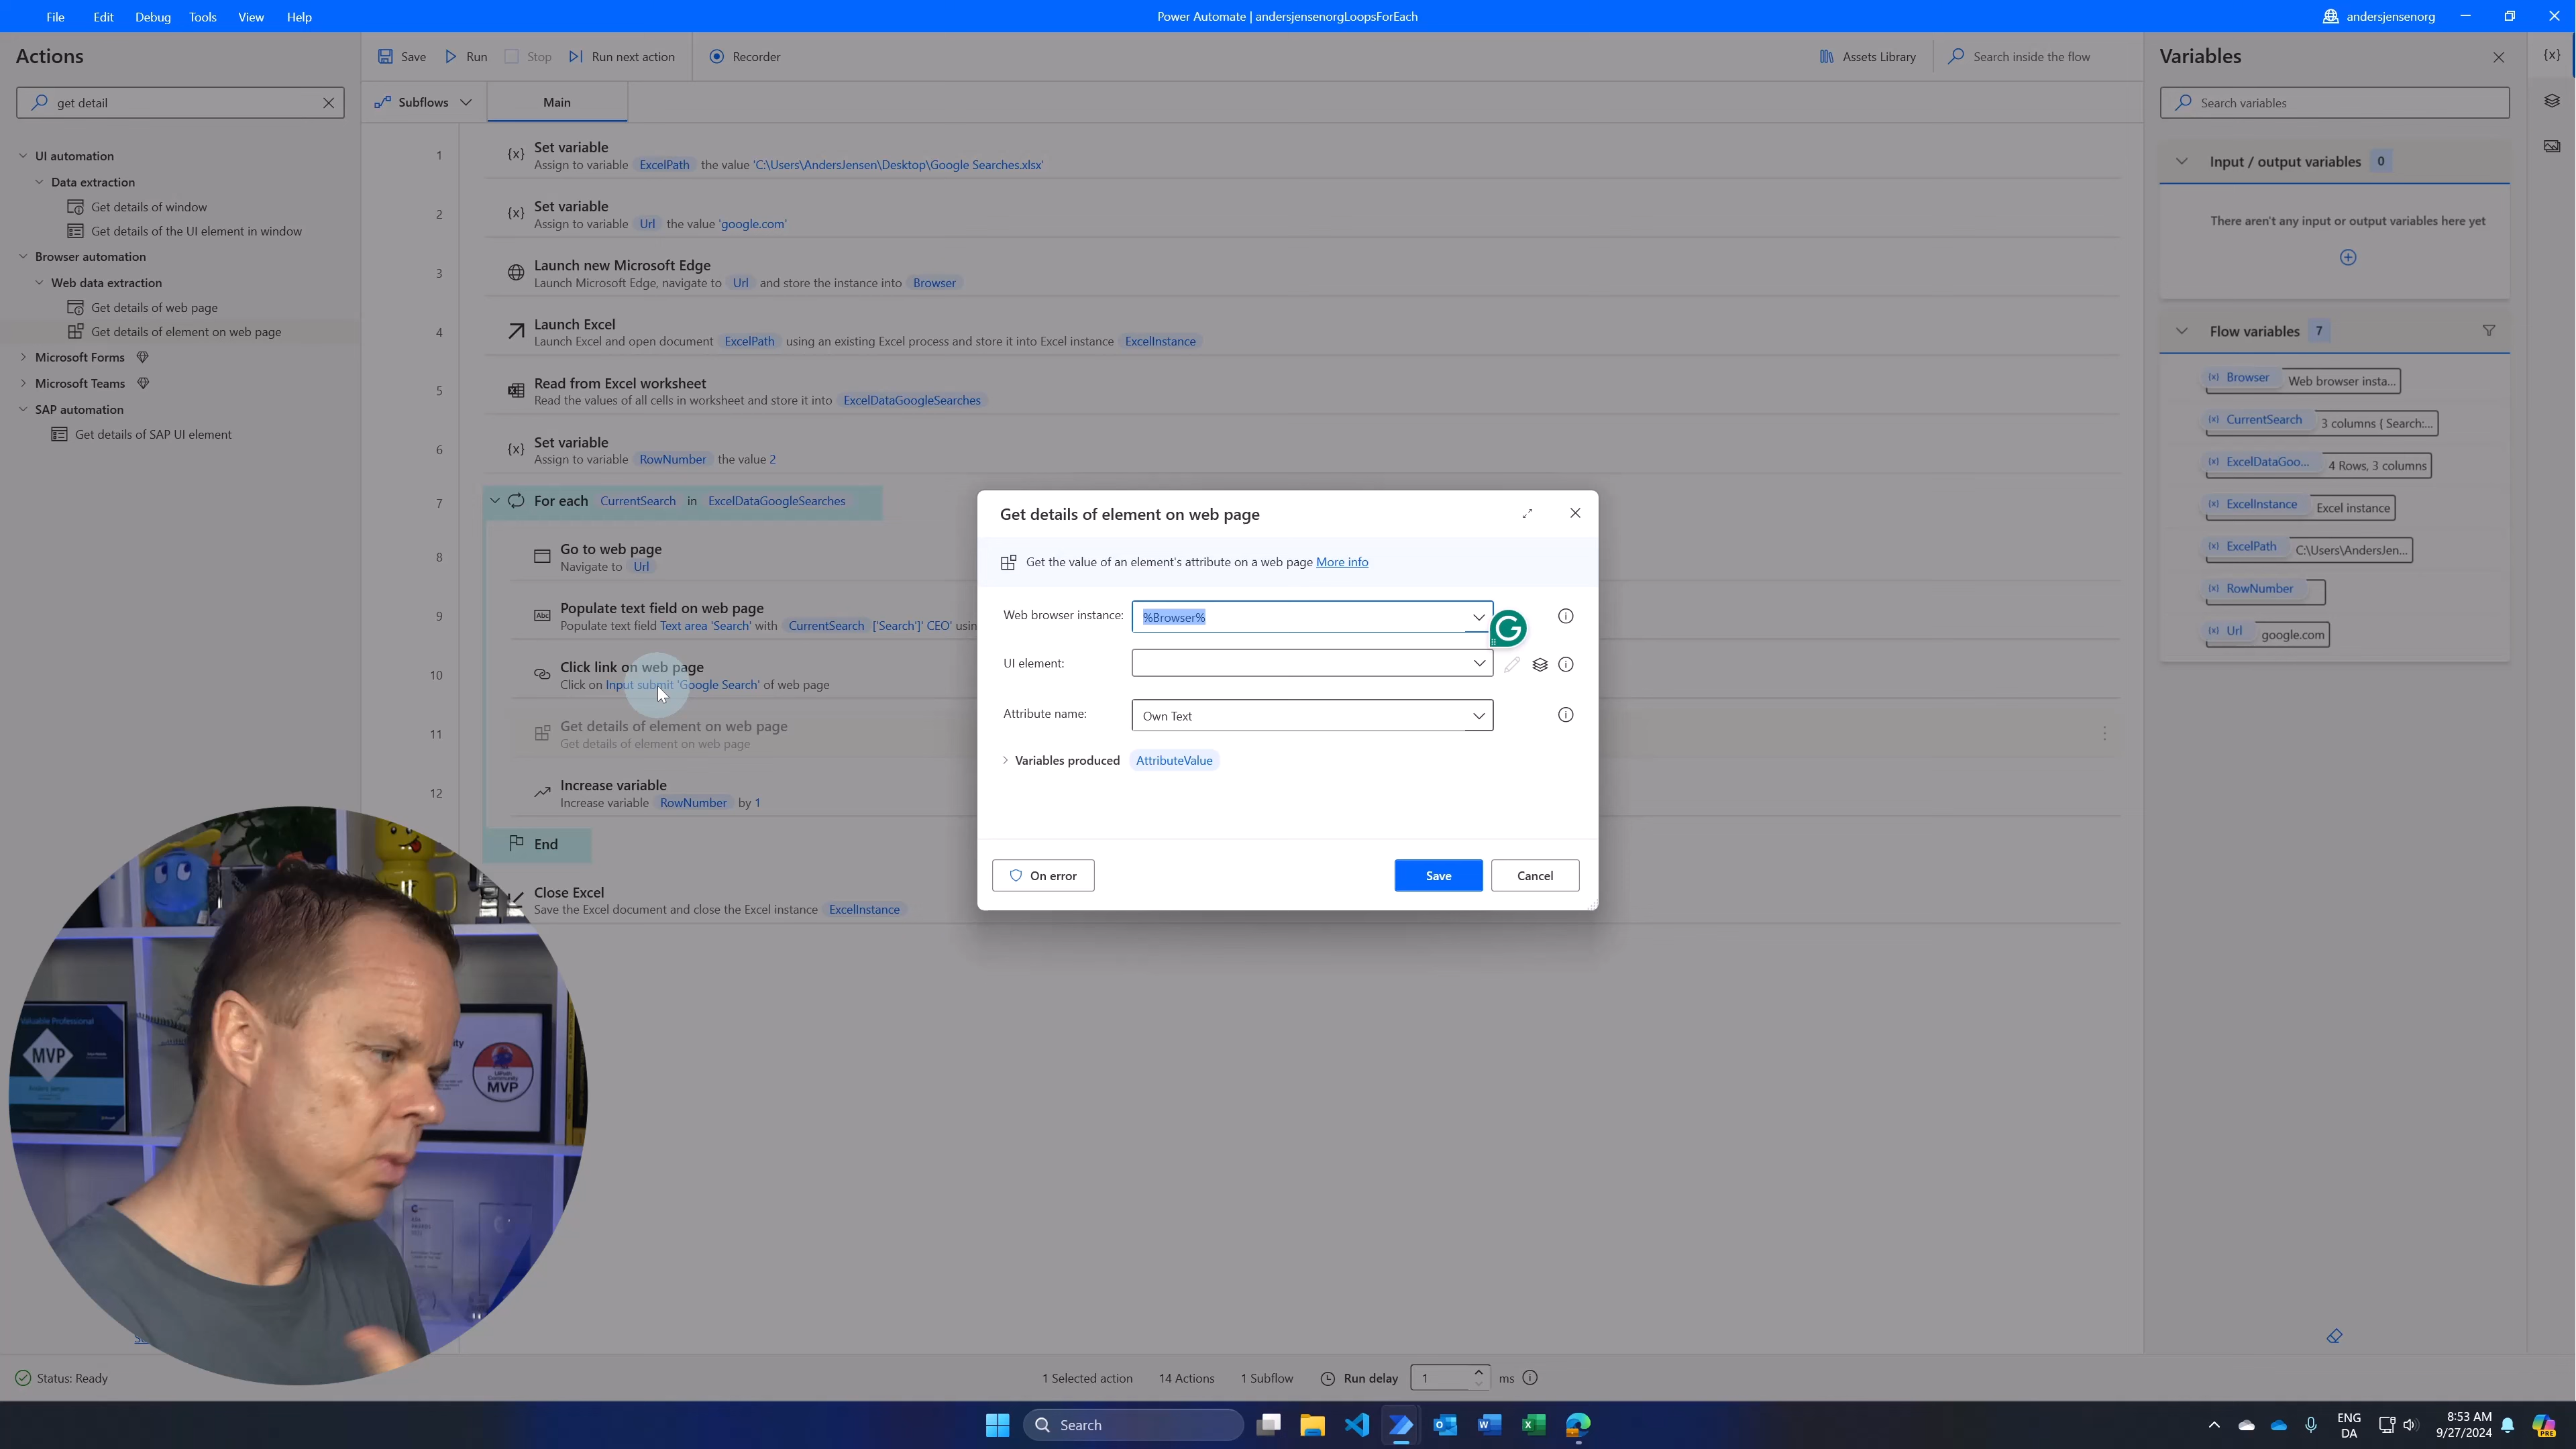 File Edit Debug Tools View Help
Power Automate | andersjensenorgLoopsForEach
andersjensenorg
Actions
get detail
UI automation
Data extraction
Get details of window
Get details of the UI element in window
Browser automation
Web data extraction
Get details of web page
Get details of element on web page
Microsoft Forms
Microsoft Teams
SAP automation
Get details of SAP UI element
Save Run Stop Run next action Recorder
Assets Library Search inside the flow
Subflows Main
1 Set variable
Assign to variable ExcelPath the value 'C:\Users\AndersJensen\Desktop\Google Searches.xlsx'
2 Set variable
Assign to variable Url the value 'google.com'
3 Launch new Microsoft Edge
Launch Microsoft Edge, navigate to Url and store the instance into Browser
4 Launch Excel
Launch Excel and open document ExcelPath using an existing Excel process and store it into Excel instance ExcelInstance
5 Read from Excel worksheet
Read the values of all cells in worksheet and store it into ExcelDataGoogleSearches
6 Set variable
Assign to variable RowNumber the value 2
7 For each CurrentSearch in ExcelDataGoogleSearches
8 Go to web page
Navigate to Url
9 Populate text field on web page
Populate text field Text area 'Search' with CurrentSearch ['Search']' CEO' usin
10 Click link on web page
Click on Input submit 'Google Search' of web page
11 Get details of element on web page
Get details of element on web page
12 Increase variable
Increase variable RowNumber by 1
End
Close Excel
Save the Excel document and close the Excel instance ExcelInstance
Get details of element on web page
Get the value of an element's attribute on a web page More info
Web browser instance: %Browser%
UI element:
Attribute name: Own Text
Variables produced AttributeValue
On error Save Cancel
Variables
{x}
Search variables
Input / output variables 0
There aren't any input or output variables here yet
Flow variables 7
Browser Web browser insta...
CurrentSearch 3 columns { Search:...
ExcelDataGoo... 4 Rows, 3 columns
ExcelInstance Excel instance
ExcelPath C:\Users\AndersJen...
RowNumber
Url google.com
MVP
MVP
Status: Ready
1 Selected action 14 Actions 1 Subflow Run delay 1 ms
Search
ENG
DA
8:53 AM
9/27/2024